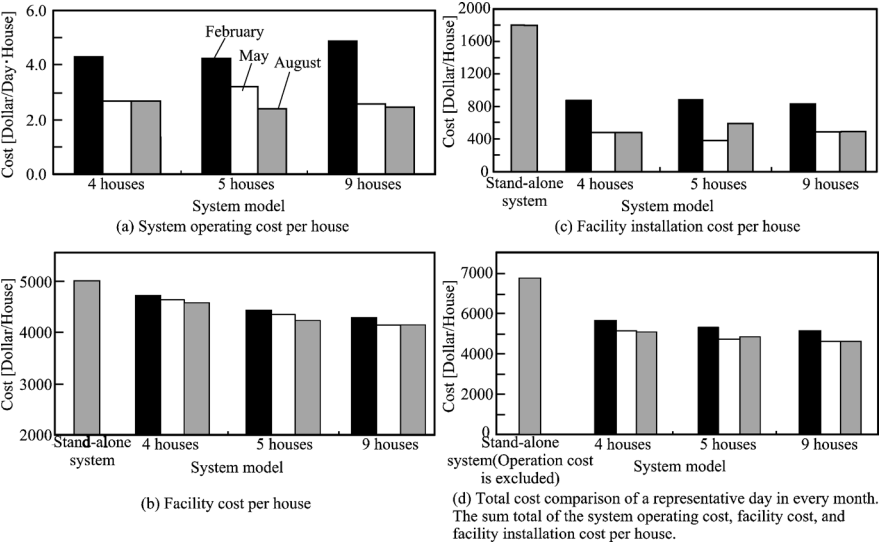 Cost [Dollar/Day·House]
6.0
4.0
2.0
0.0
February
May
August
4 houses
5 houses
9 houses
System model
(a) System operating cost per house
Cost [Dollar/House]
2000
1600
1200
800
400
0
Stand-alone
system
4 houses
5 houses
9 houses
System model
(c) Facility installation cost per house
Cost [Dollar/House]
5000
4000
3000
2000
Stand-alone
system
4 houses
5 houses
9 houses
System model
(b) Facility cost per house
Cost [Dollar/House]
7000
6000
4000
2000
0
Stand-alone
system(Operation cost
is excluded)
4 houses
5 houses
9 houses
System model
(d) Total cost comparison of a representative day in every month.
The sum total of the system operating cost, facility cost, and
facility installation cost per house.